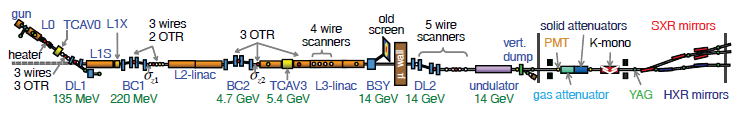 gun
L0
TCAV0
L1X
3 wires
2 OTR
3 OTR
4 wire
scanners
old
screen
5 wire
scanners
vert.
dump
solid attenuators
PMT
K-mono
SXR mirrors
heater
L1S
μ wall
3 wires
3 OTR
DL1
135 MeV
BC1
220 MeV
σz1
L2-linac
BC2
4.7 GeV
σz2
TCAV3
5.4 GeV
L3-linac
BSY
14 GeV
DL2
14 GeV
undulator
14 GeV
gas attenuator
YAG
HXR mirrors